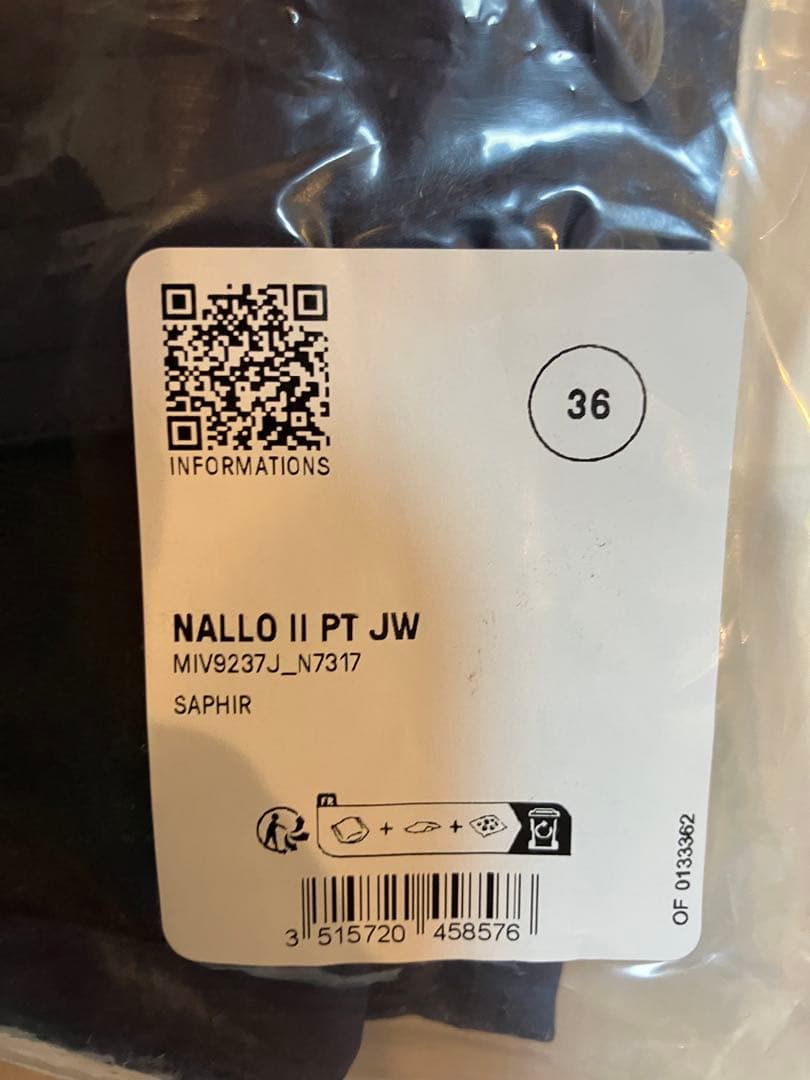 36
INFORMATIONS
NALLO II PT JW
MIV9237J_N7317
SAPHIR
FR
+ +
3 515720 458576
OF 0133362